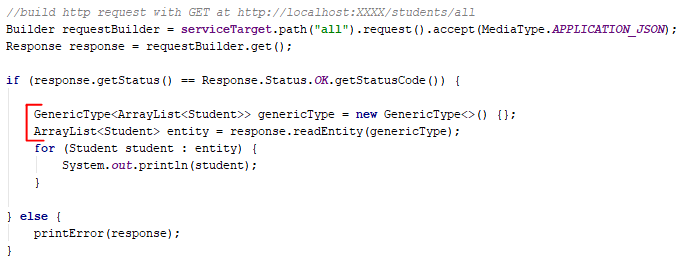 //build http request with GET at http://localhost:XXXX/students/all
Builder requestBuilder = serviceTarget.path("all").request().accept(MediaType.APPLICATION_JSON);
Response response = requestBuilder.get();
if (response.getStatus() == Response.Status.OK.getStatusCode()) {
GenericType<ArrayList<Student>> genericType = new GenericType<>() {};
ArrayList<Student> entity = response.readEntity(genericType);
for (Student student : entity) {
System.out.println(student);
}
} else {
printError(response);
}